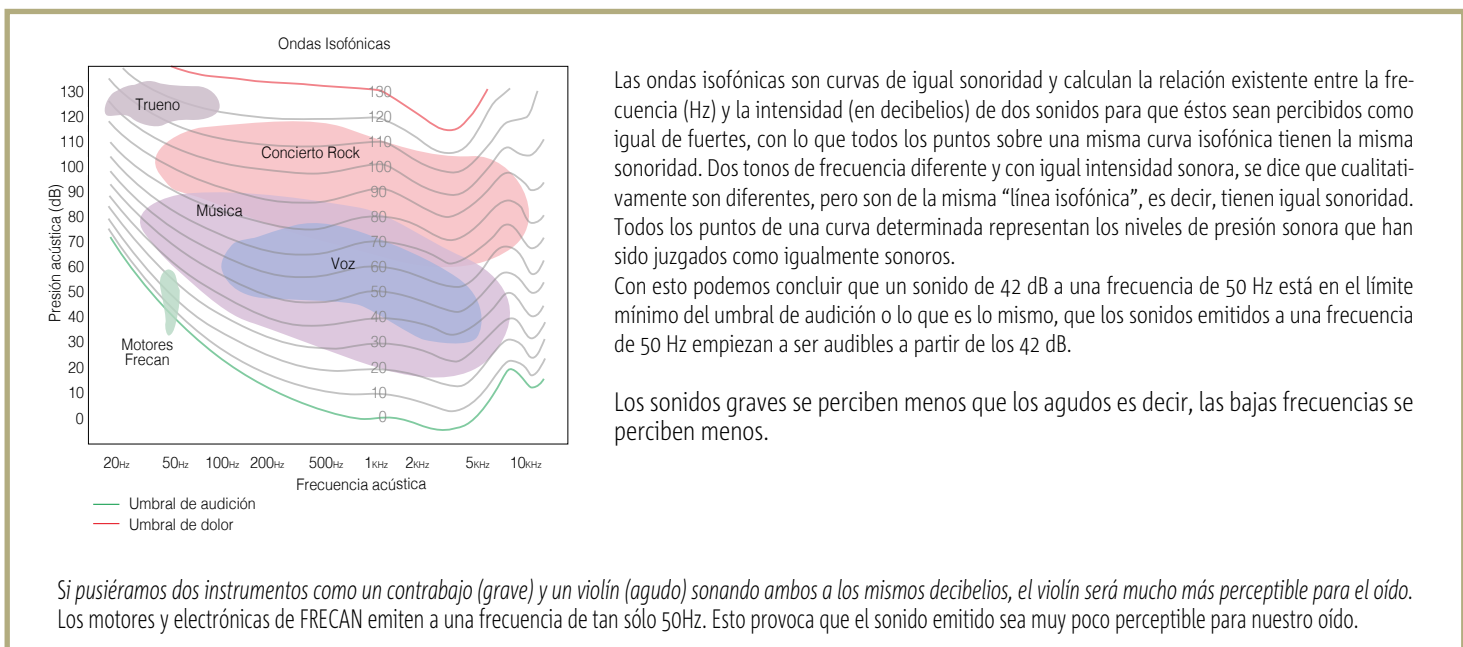 Ondas Isofónicas
130
120
110
100
90
80
70
60
50
40
30
20
10
0
Presión acústica (dB)
Trueno
Concierto Rock
Música
Voz
Motores
Frecan
130
120
110
100
90
80
70
60
50
40
30
20
10
0
20Hz 50Hz 100Hz 200Hz 500Hz 1KHz 2KHz 5KHz 10KHz
Frecuencia acústica
Umbral de audición
Umbral de dolor
Las ondas isofónicas son curvas de igual sonoridad y calculan la relación existente entre la fre-
cuencia (Hz) y la intensidad (en decibelios) de dos sonidos para que éstos sean percibidos como
igual de fuertes, con lo que todos los puntos sobre una misma curva isofónica tienen la misma
sonoridad. Dos tonos de frecuencia diferente y con igual intensidad sonora, se dice que cualitati-
vamente son diferentes, pero son de la misma “línea isofónica”, es decir, tienen igual sonoridad.
Todos los puntos de una curva determinada representan los niveles de presión sonora que han
sido juzgados como igualmente sonoros.
Con esto podemos concluir que un sonido de 42 dB a una frecuencia de 50 Hz está en el límite
mínimo del umbral de audición o lo que es lo mismo, que los sonidos emitidos a una frecuencia
de 50 Hz empiezan a ser audibles a partir de los 42 dB.
Los sonidos graves se perciben menos que los agudos es decir, las bajas frecuencias se
perciben menos.
Si pusiéramos dos instrumentos como un contrabajo (grave) y un violín (agudo) sonando ambos a los mismos decibelios, el violín será mucho más perceptible para el oído.
Los motores y electrónicas de FRECAN emiten a una frecuencia de tan sólo 50Hz. Esto provoca que el sonido emitido sea muy poco perceptible para nuestro oído.